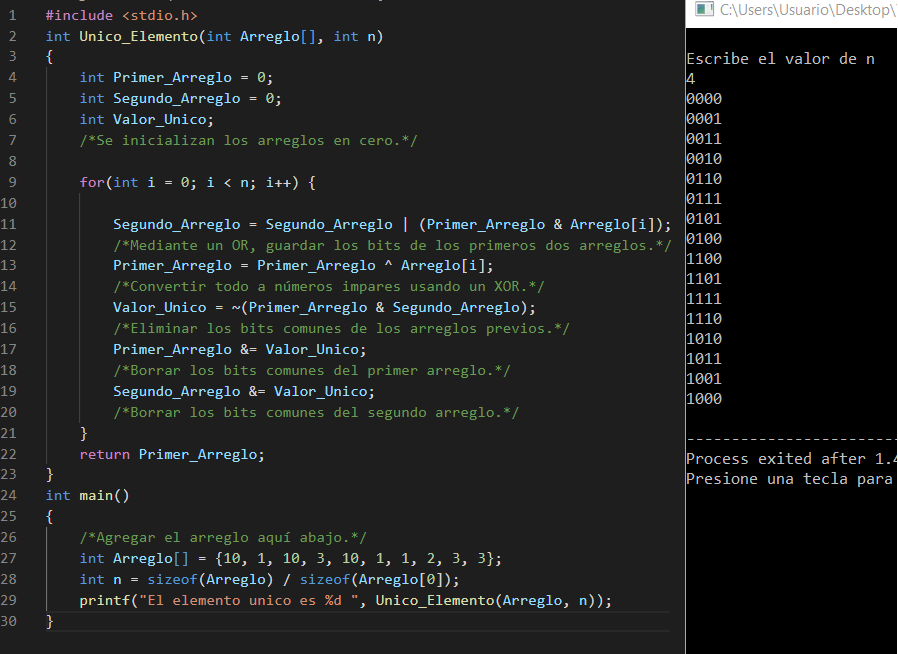 1 #include <stdio.h>
2 int Unico_Elemento(int Arreglo[], int n)
3 {
4 int Primer_Arreglo = 0;
5 int Segundo_Arreglo = 0;
6 int Valor_Unico;
7 /*Se inicializan los arreglos en cero.*/
8
9 for(int i = 0; i < n; i++) {
10
11 Segundo_Arreglo = Segundo_Arreglo | (Primer_Arreglo & Arreglo[i]);
12 /*Mediante un OR, guardar los bits de los primeros dos arreglos.*/
13 Primer_Arreglo = Primer_Arreglo ^ Arreglo[i];
14 /*Convertir todo a números impares usando un XOR.*/
15 Valor_Unico = ~(Primer_Arreglo & Segundo_Arreglo);
16 /*Eliminar los bits comunes de los arreglos previos.*/
17 Primer_Arreglo &= Valor_Unico;
18 /*Borrar los bits comunes del primer arreglo.*/
19 Segundo_Arreglo &= Valor_Unico;
20 /*Borrar los bits comunes del segundo arreglo.*/
21 }
22 return Primer_Arreglo;
23 }
24 int main()
25 {
26 /*Agregar el arreglo aquí abajo.*/
27 int Arreglo[] = {10, 1, 10, 3, 10, 1, 1, 2, 3, 3};
28 int n = sizeof(Arreglo) / sizeof(Arreglo[0]);
29 printf("El elemento unico es %d ", Unico_Elemento(Arreglo, n));
30 }
C:\Users\Usuario\Desktop\
Escribe el valor de n
4
0000
0001
0011
0010
0110
0111
0101
0100
1100
1101
1111
1110
1010
1011
1001
1000
-------------------------
Process exited after 1.4
Presione una tecla para